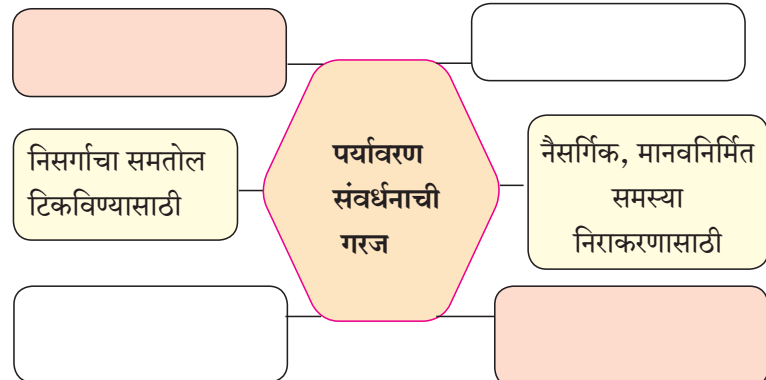 निसर्गाचा समतोल
टिकविण्यासाठी
पर्यावरण
संवर्धनाची
गरज
नैसर्गिक, मानवनिर्मित
समस्या
निराकरणासाठी